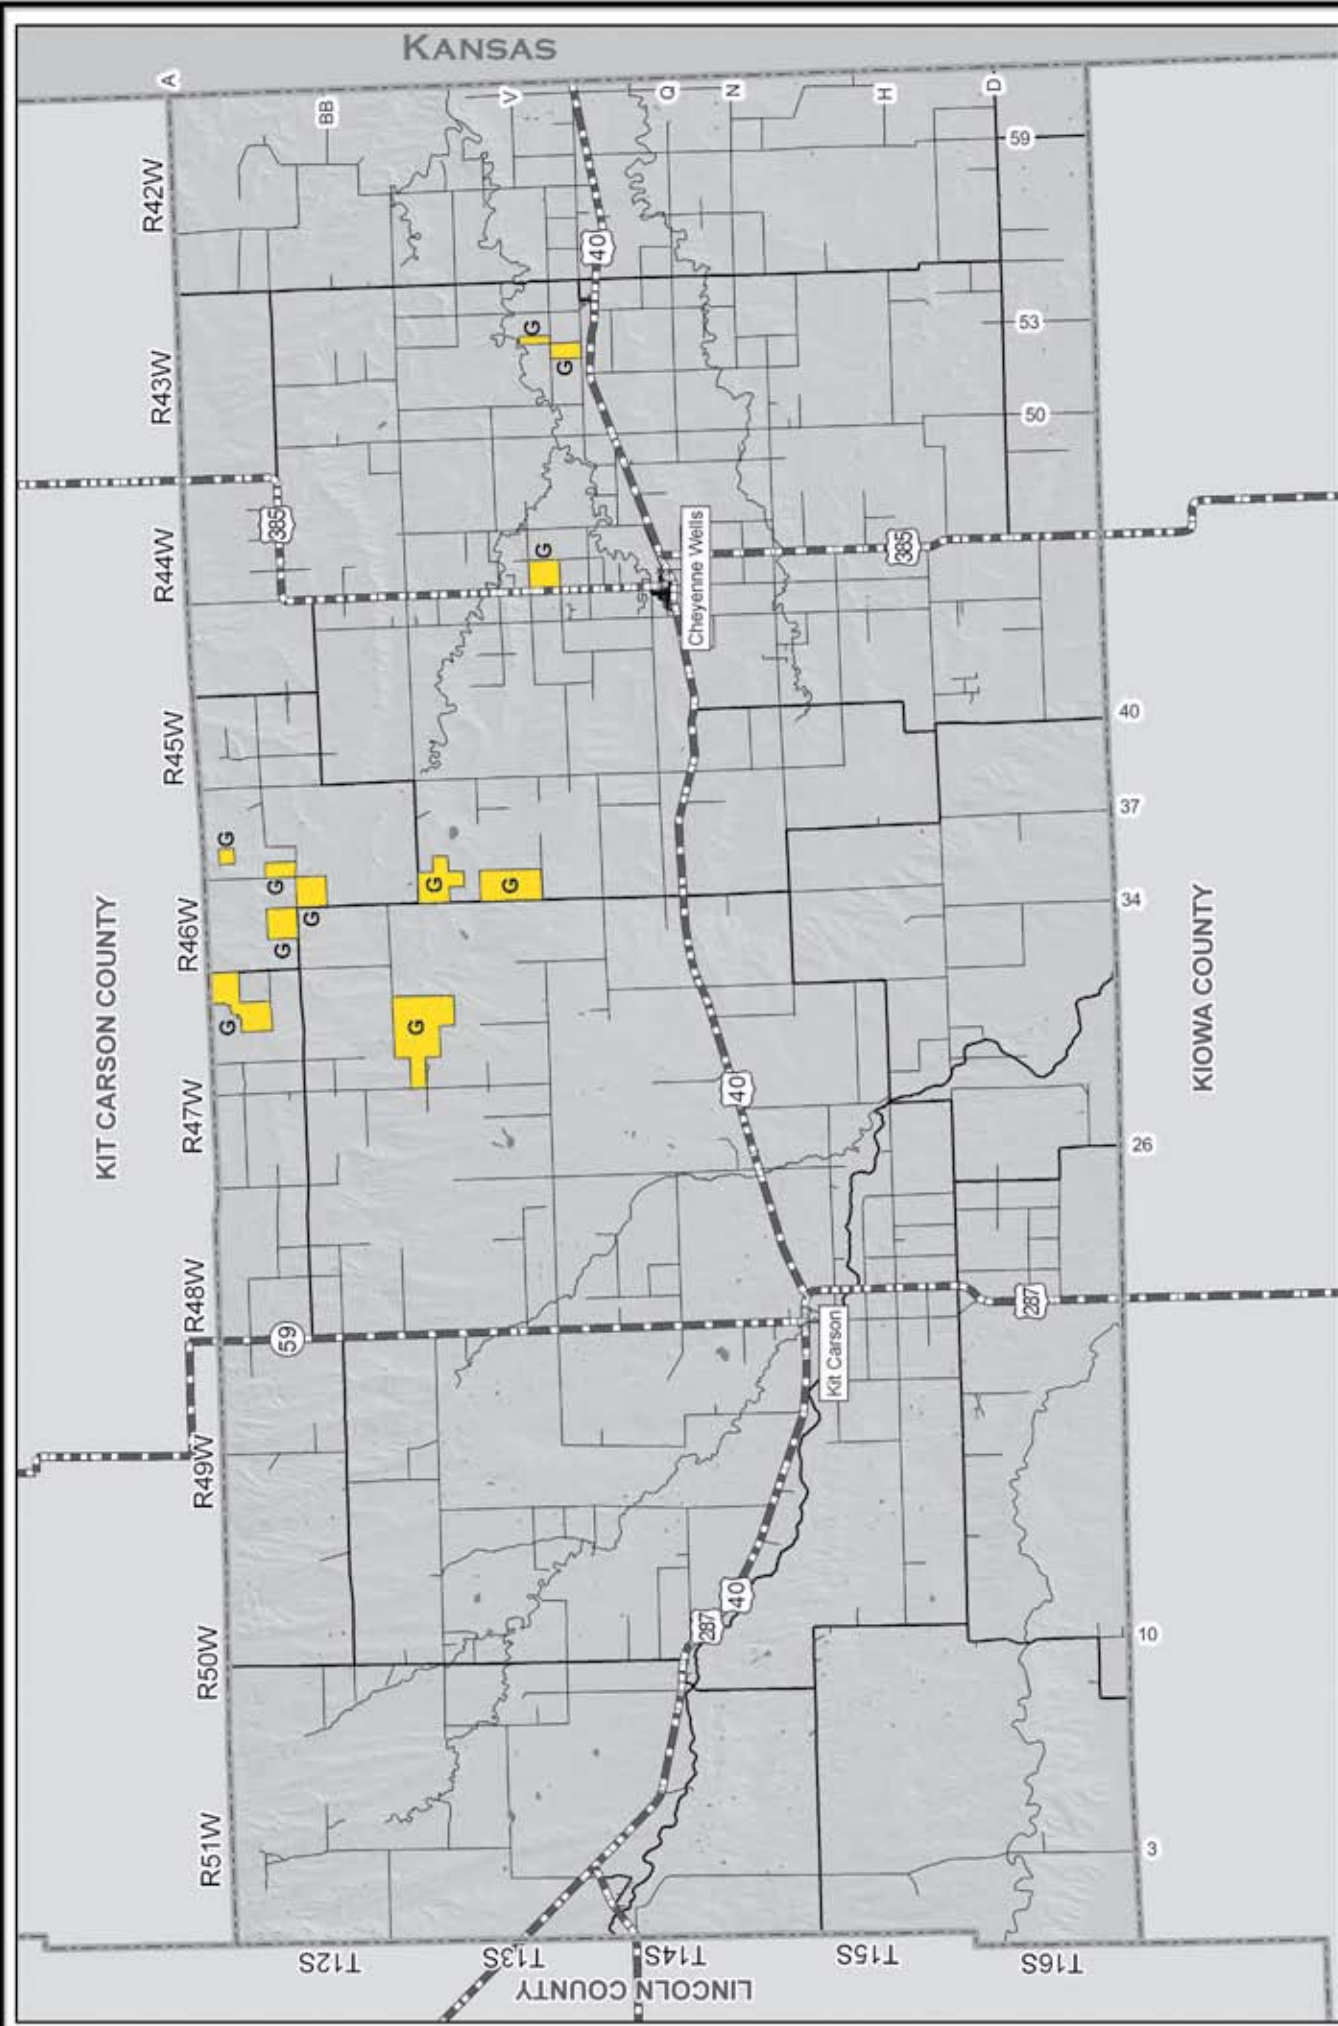 KIT CARSON COUNTY
KANSAS
LINCOLN COUNTY
KIOWA COUNTY
R51W
R50W
R49W
R48W
R47W
R46W
R45W
R44W
R43W
R42W
T12S
T13S
T14S
T15S
T16S
A
BB
V
Q
N
H
D
59
385
40
G
G
G
G
G
G
G
G
G
G
G
Cheyenne Wells
Kit Carson
287
40
40
385
287
3
10
26
34
37
40
50
53
59